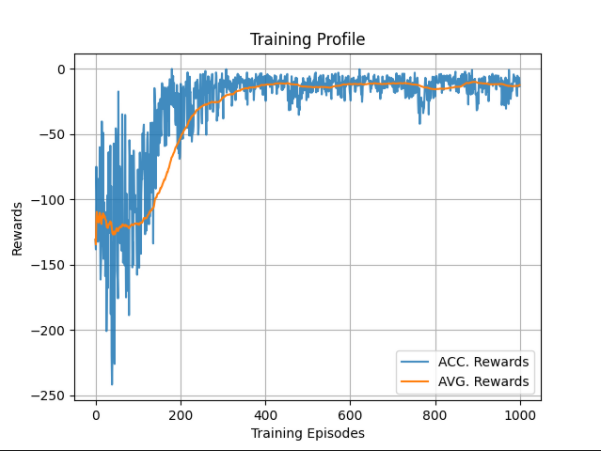 Training Profile
0
−50
−100
−150
−200
−250
Rewards
0
200
400
600
800
1000
Training Episodes
ACC. Rewards
AVG. Rewards